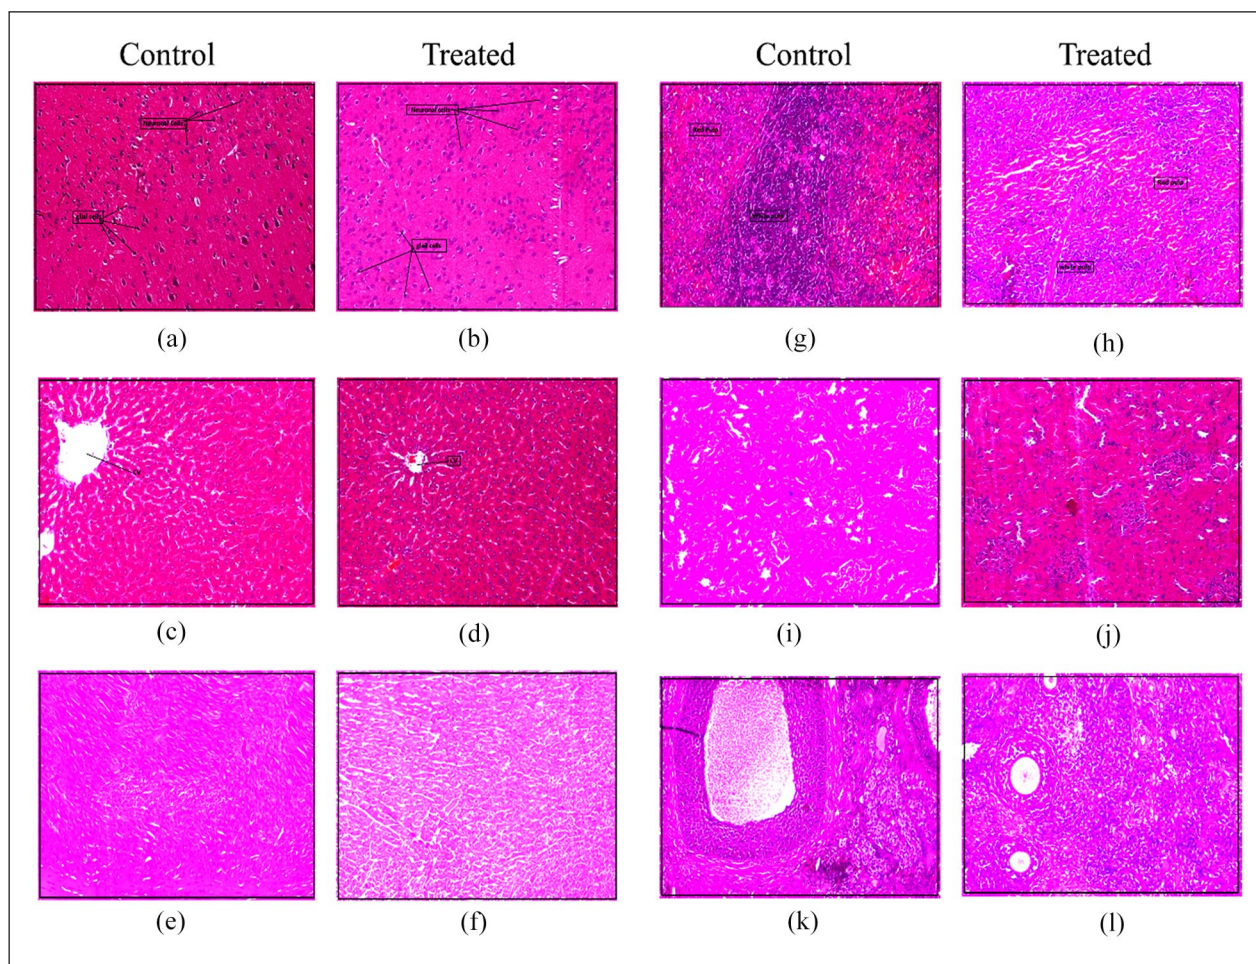 Control Treated Control Treated
Neuronal cells
glial cells
Neuronal cells
glial cells
Red Pulp
White pulp
Red pulp
White pulp
(a) (b) (g) (h)
CV
CV
(c) (d) (i) (j)
(e) (f) (k) (l)